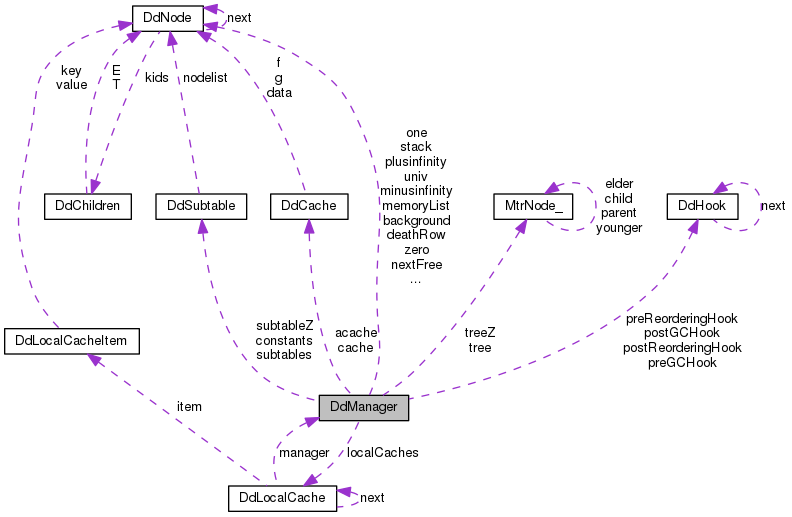 DdNode
next
key
value
E
T
kids
nodelist
f
g
data
one
stack
plusinfinity
univ
minusinfinity
memoryList
background
deathRow
zero
nextFree
...
DdChildren
DdSubtable
DdCache
MtrNode_
elder
child
parent
younger
DdHook
next
DdLocalCacheItem
subtableZ
constants
subtables
acache
cache
treeZ
tree
preReorderingHook
postGCHook
postReorderingHook
preGCHook
DdManager
item
manager
localCaches
DdLocalCache
next